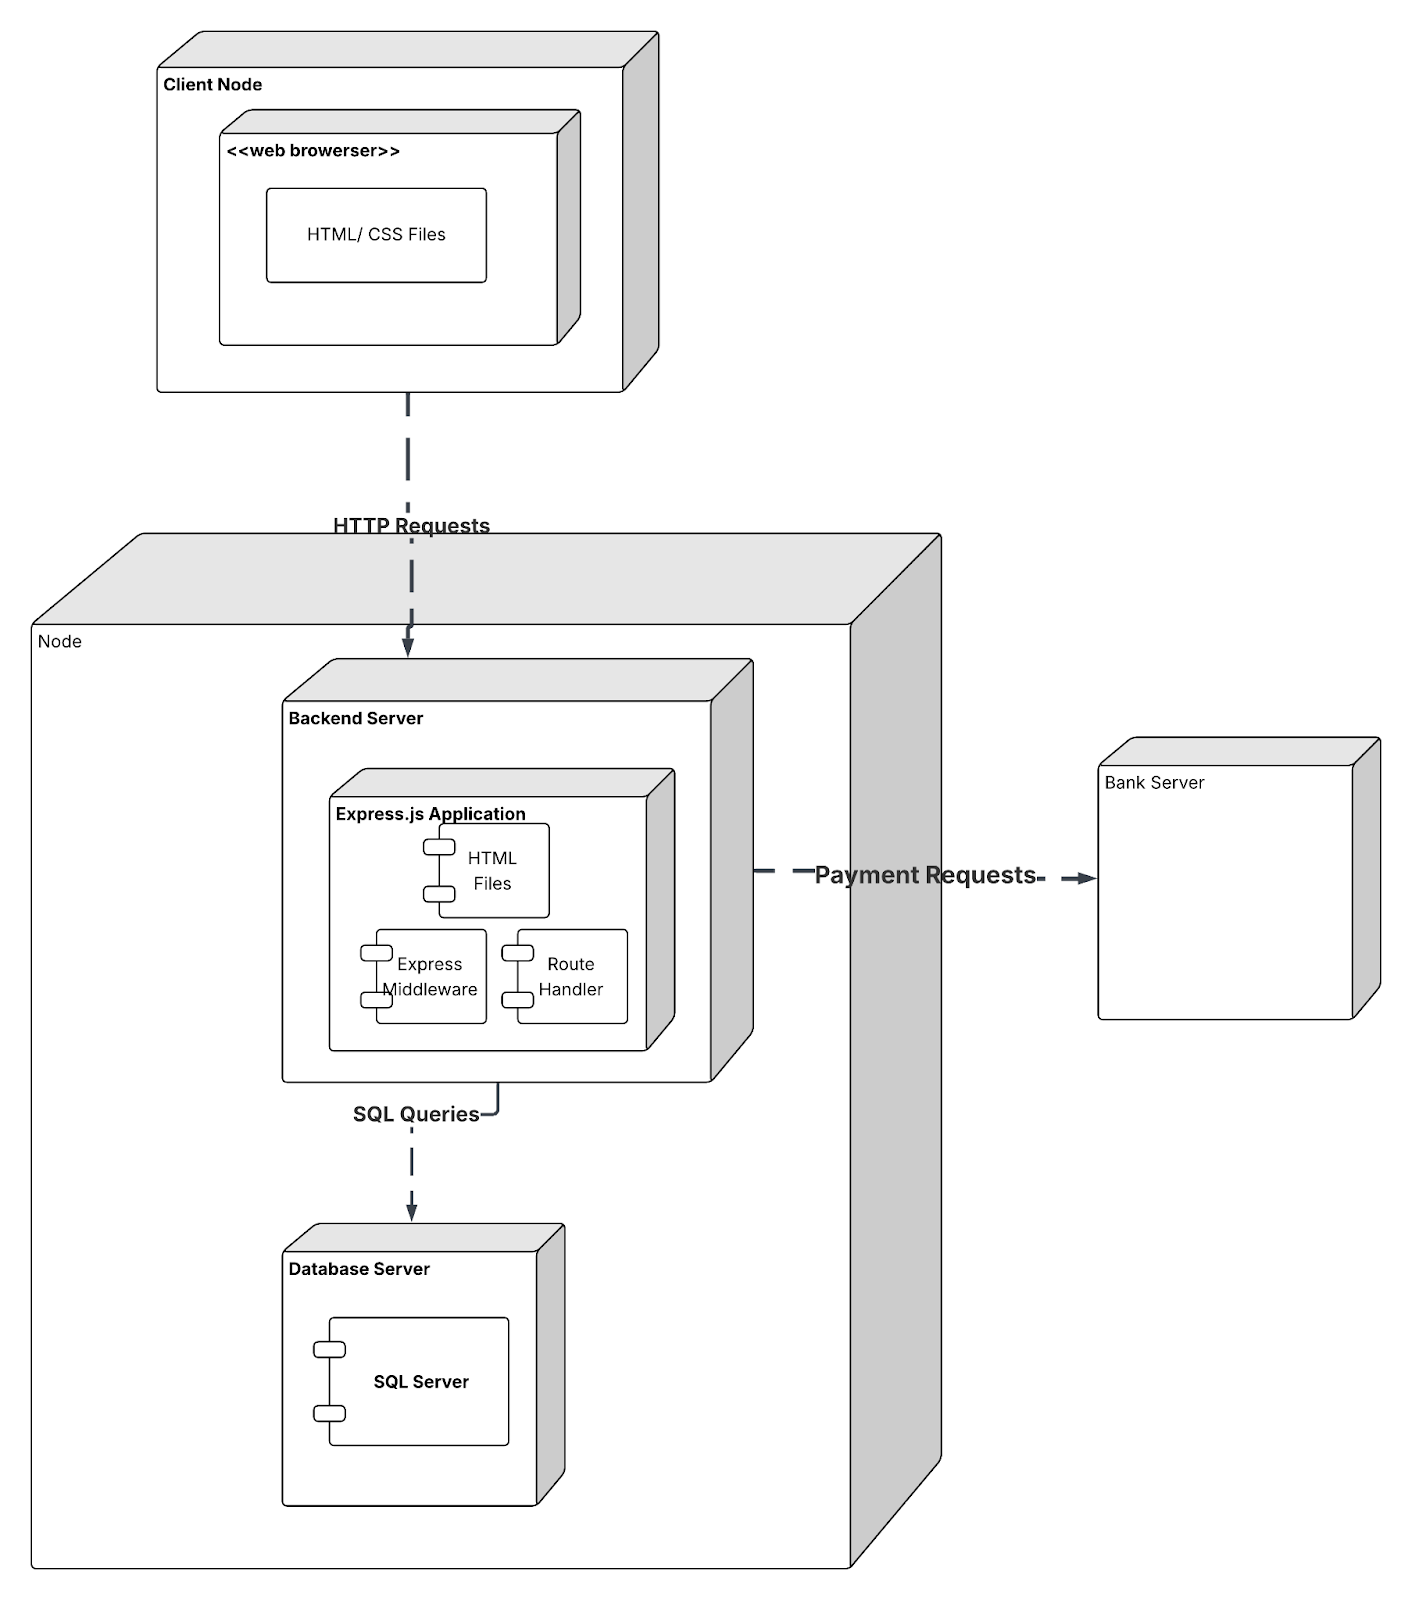 Client Node
<<web browerser>>
HTML/ CSS Files
HTTP Requests
Node
Backend Server
Express.js Application
HTML
Files
Express
Middleware
Route
Handler
Payment Requests
Bank Server
SQL Queries
Database Server
SQL Server